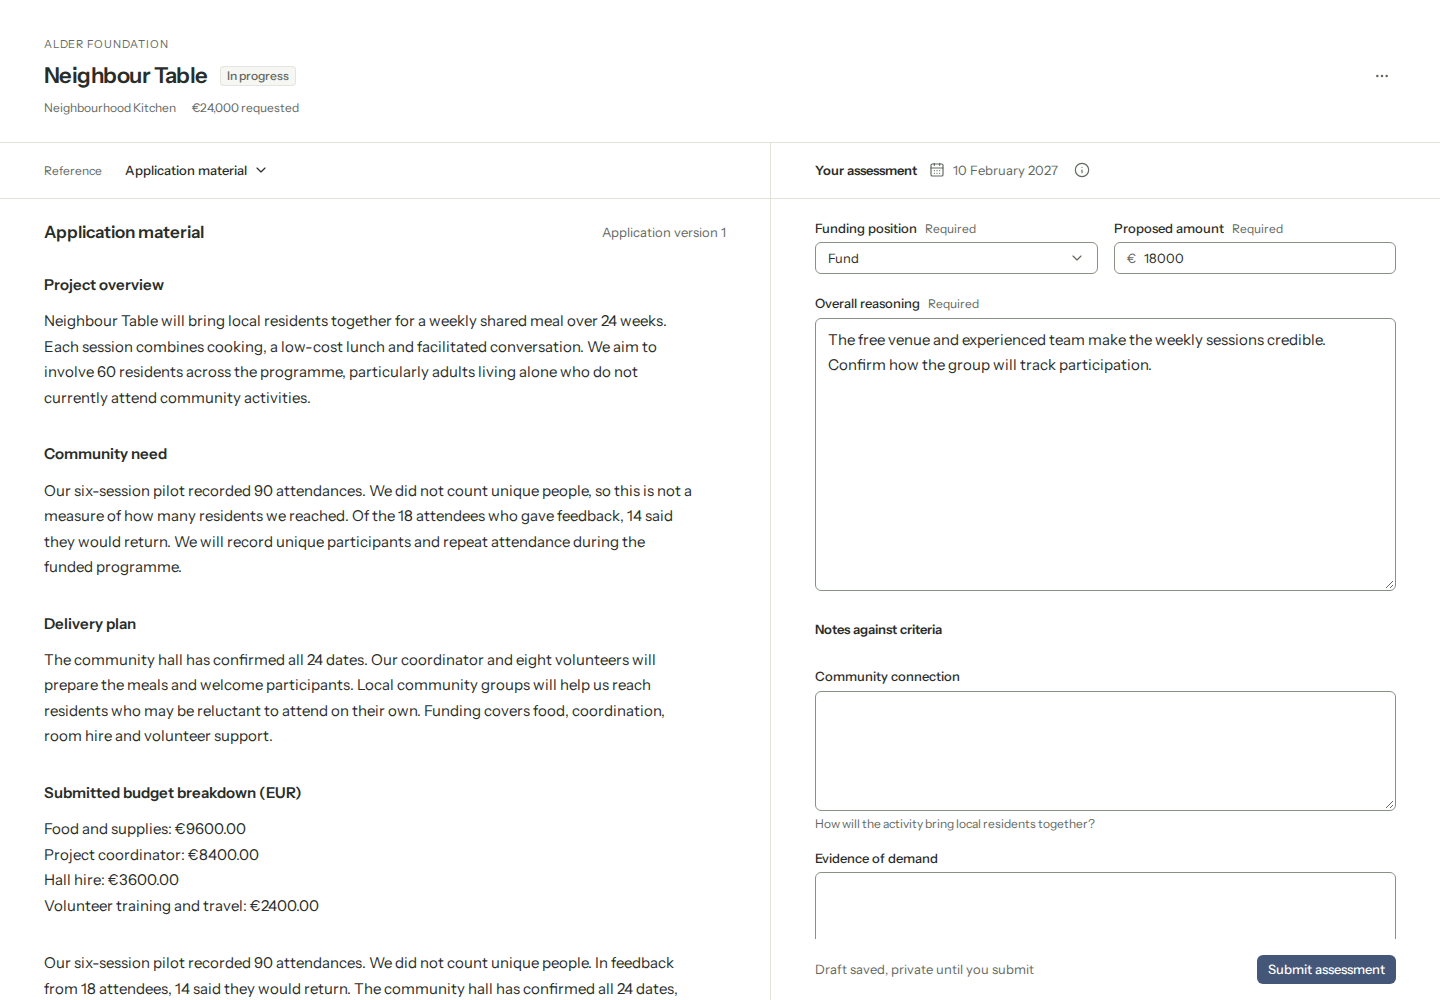 ALDER FOUNDATION
Neighbour Table
In progress
Neighbourhood Kitchen €24,000 requested
Reference Application material
Application material
Application version 1
Project overview
Neighbour Table will bring local residents together for a weekly shared meal over 24 weeks.
Each session combines cooking, a low-cost lunch and facilitated conversation. We aim to
involve 60 residents across the programme, particularly adults living alone who do not
currently attend community activities.
Community need
Our six-session pilot recorded 90 attendances. We did not count unique people, so this is not a
measure of how many residents we reached. Of the 18 attendees who gave feedback, 14 said
they would return. We will record unique participants and repeat attendance during the
funded programme.
Delivery plan
The community hall has confirmed all 24 dates. Our coordinator and eight volunteers will
prepare the meals and welcome participants. Local community groups will help us reach
residents who may be reluctant to attend on their own. Funding covers food, coordination,
room hire and volunteer support.
Submitted budget breakdown (EUR)
Food and supplies: €9600.00
Project coordinator: €8400.00
Hall hire: €3600.00
Volunteer training and travel: €2400.00
Our six-session pilot recorded 90 attendances. We did not count unique people. In feedback
from 18 attendees, 14 said they would return. The community hall has confirmed all 24 dates,
Your assessment 10 February 2027
Funding position Required
Fund
Proposed amount Required
€ 18000
Overall reasoning Required
The free venue and experienced team make the weekly sessions credible.
Confirm how the group will track participation.
Notes against criteria
Community connection
How will the activity bring local residents together?
Evidence of demand
Draft saved, private until you submit
Submit assessment